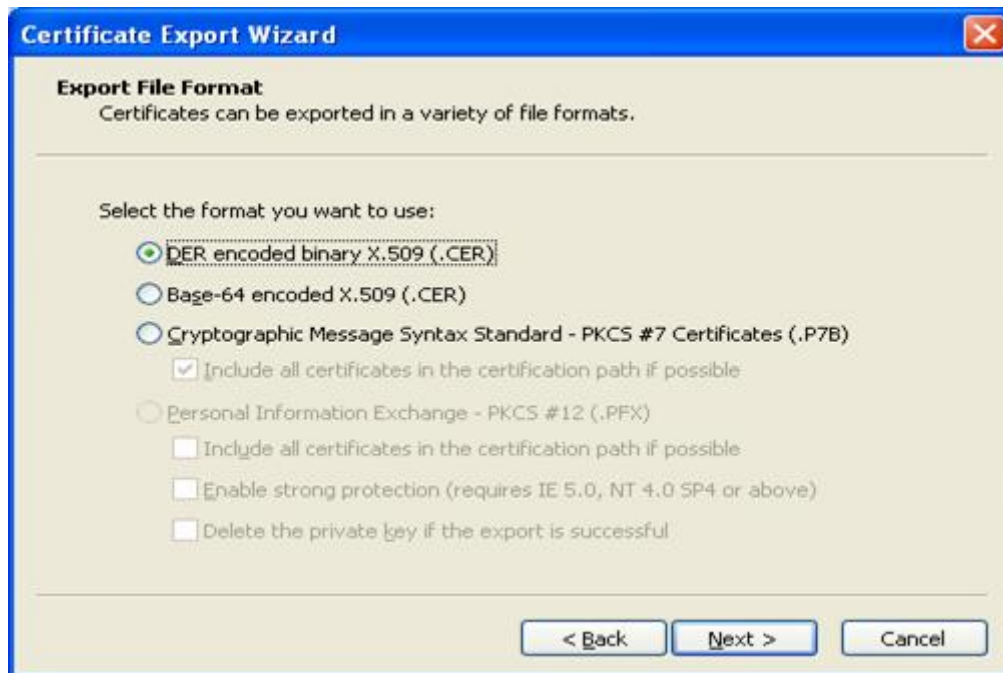 Certificate Export Wizard
Export File Format
Certificates can be exported in a variety of file formats.
Select the format you want to use:
DER encoded binary X.509 (.CER)
Base-64 encoded X.509 (.CER)
Cryptographic Message Syntax Standard - PKCS #7 Certificates (.P7B)
Include all certificates in the certification path if possible
Personal Information Exchange - PKCS #12 (.PFX)
Include all certificates in the certification path if possible
Enable strong protection (requires IE 5.0, NT 4.0 SP4 or above)
Delete the private key if the export is successful
< Back Next > Cancel